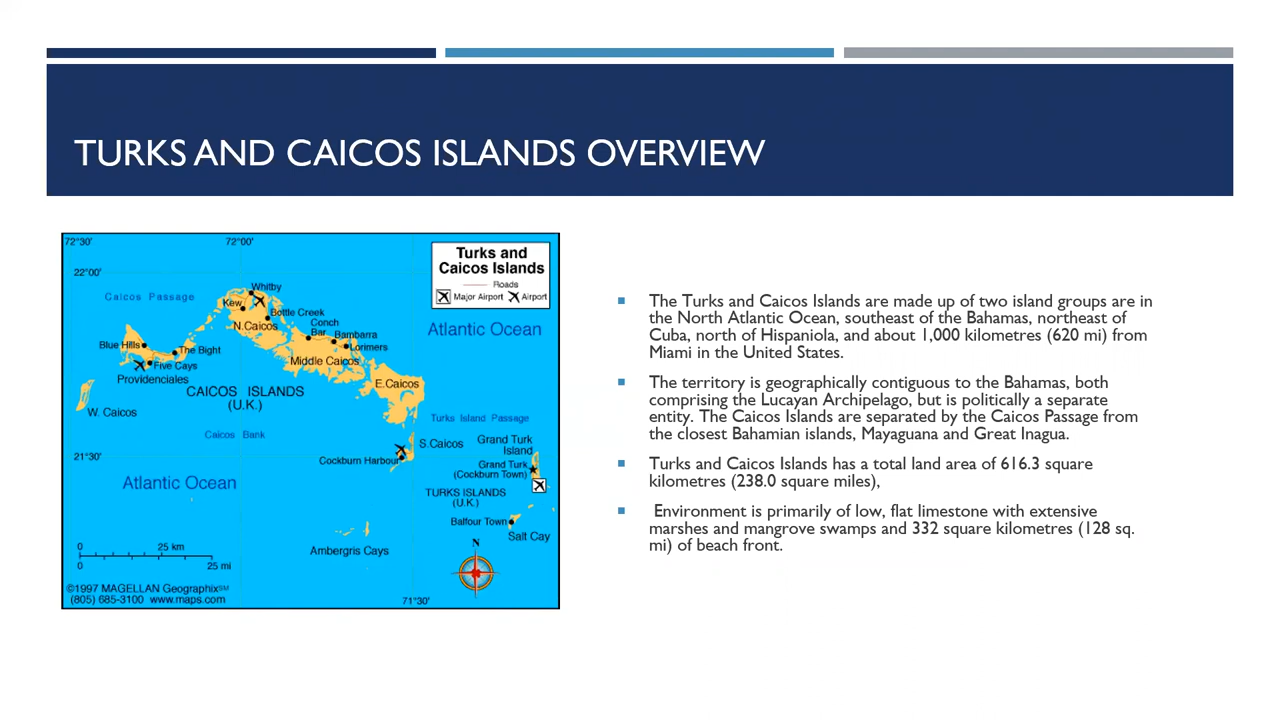 TURKS AND CAICOS ISLANDS OVERVIEW
72°30'
72°00'
Turks and
Caicos Islands
Roads
Major Airport Airport
22°00'
Caicos Passage
Whitby
Kew
Bottle Creek
N.Caicos
Conch
Bar
Bambarra
Lorimers
Atlantic Ocean
Blue Hills
The Bight
Five Cays
Providenciales
Middle Caicos
E.Caicos
CAICOS ISLANDS
(U.K.)
W. Caicos
Caicos Bank
Turks Island Passage
S.Caicos
Grand Turk
Island
21°30'
Cockburn Harbour
Grand Turk
(Cockburn Town)
Atlantic Ocean
TURKS ISLANDS
(U.K.)
Balfour Town
Salt Cay
Ambergris Cays
N
0 25 km
0 25 mi
©1997 MAGELLAN Geographix℠
(805) 685-3100 www.maps.com
71°30'
The Turks and Caicos Islands are made up of two island groups are in
the North Atlantic Ocean, southeast of the Bahamas, northeast of
Cuba, north of Hispaniola, and about 1,000 kilometres (620 mi) from
Miami in the United States.
The territory is geographically contiguous to the Bahamas, both
comprising the Lucayan Archipelago, but is politically a separate
entity. The Caicos Islands are separated by the Caicos Passage from
the closest Bahamian islands, Mayaguana and Great Inagua.
Turks and Caicos Islands has a total land area of 616.3 square
kilometres (238.0 square miles),
Environment is primarily of low, flat limestone with extensive
marshes and mangrove swamps and 332 square kilometres (128 sq.
mi) of beach front.